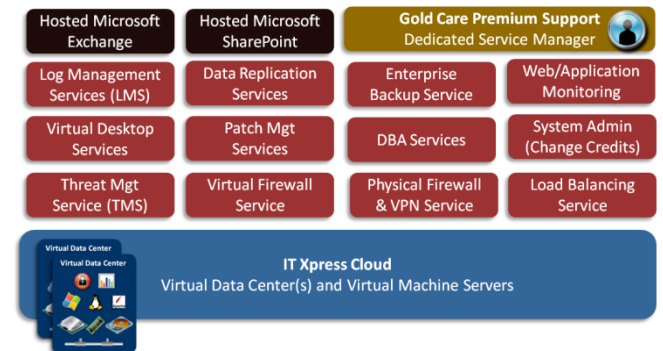 Hosted Microsoft
Exchange
Hosted Microsoft
SharePoint
Gold Care Premium Support
Dedicated Service Manager
Log Management
Services (LMS)
Data Replication
Services
Enterprise
Backup Service
Web/Application
Monitoring
Virtual Desktop
Services
Patch Mgt
Services
DBA Services
System Admin
(Change Credits)
Threat Mgt
Service (TMS)
Virtual Firewall
Service
Physical Firewall
& VPN Service
Load Balancing
Service
Virtual Data Center
Virtual Data Center
IT Xpress Cloud
Virtual Data Center(s) and Virtual Machine Servers